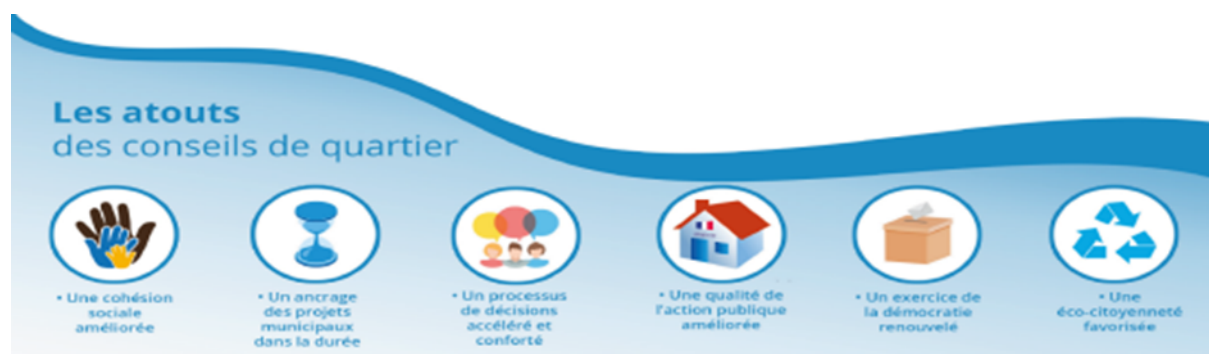 Les atouts
des conseils de quartier
• Une cohésion
sociale
améliorée
• Un ancrage
des projets
municipaux
dans la durée
• Un processus
de décisions
accéléré et
conforté
• Une qualité de
l'action publique
améliorée
• Un exercice de
la démocratie
renouvelé
• Une
éco-citoyenneté
favorisée